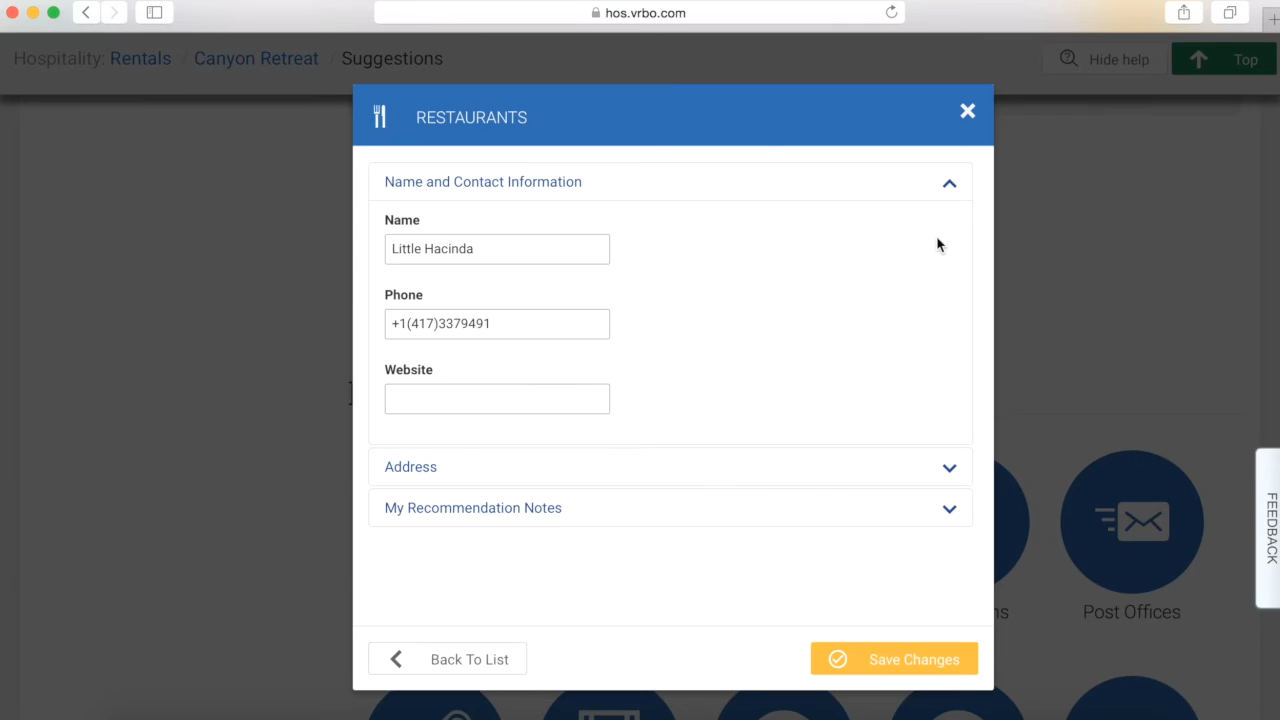 hos.vrbo.com
Hospitality: Rentals / Canyon Retreat / Suggestions
Hide help
Top
RESTAURANTS
Name and Contact Information
Name
Little Hacinda
Phone
+1(417)3379491
Website
Address
My Recommendation Notes
FEEDBACK
Post Offices
Back To List
Save Changes